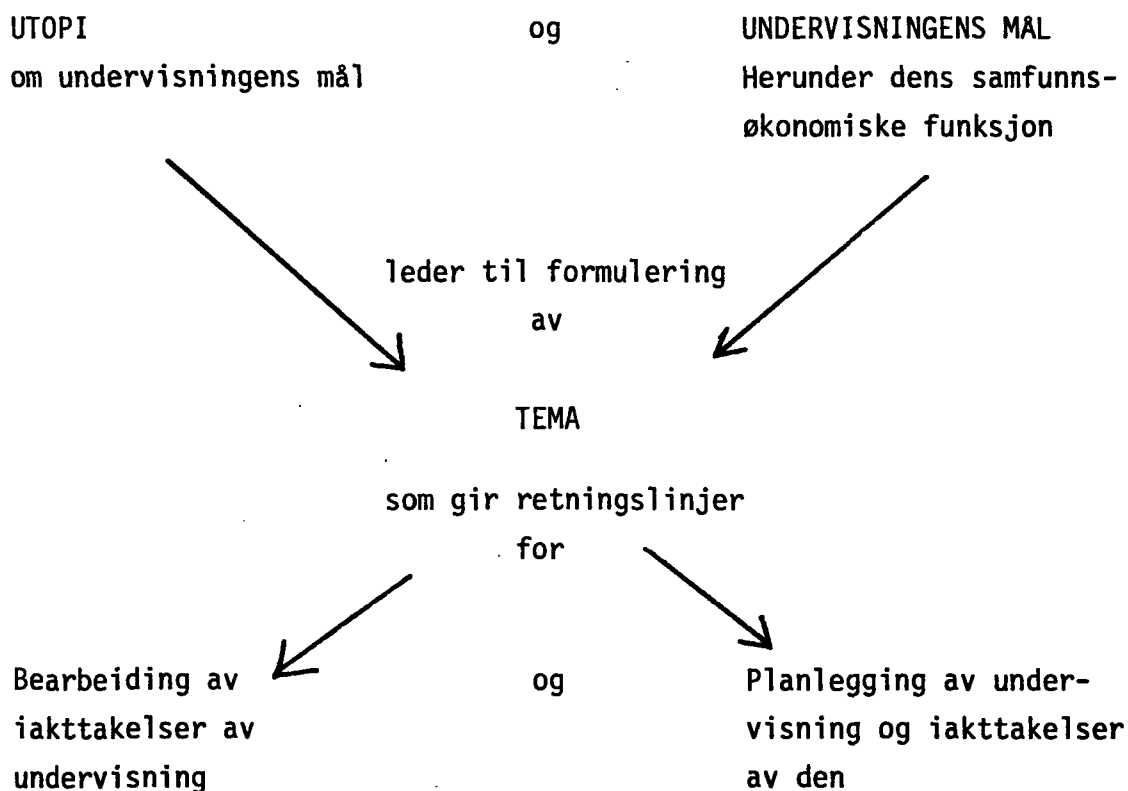 UTOPI og UNDERVISNINGENS MÅL
om undervisningens mål Herunder dens samfunns-
økonomiske funksjon
leder til formulering
av
TEMA
som gir retningslinjer
for
Bearbeiding av og Planlegging av under-
iakttakelser av visning og iakttakelser
undervisning av den